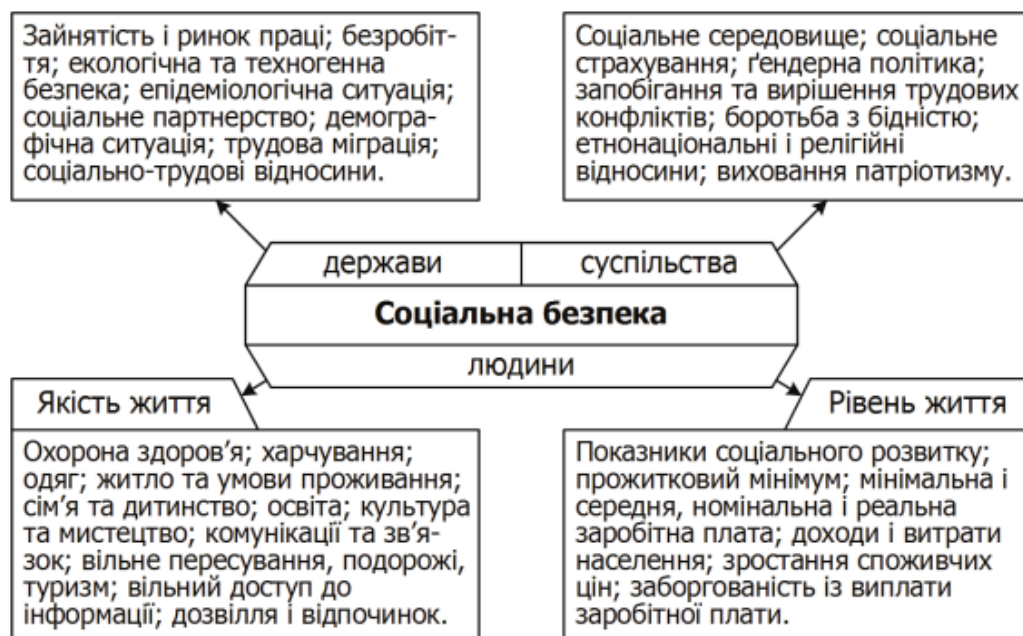 Зайнятість і ринок праці; безробіт-
тя; екологічна та техногенна
безпека; епідеміологічна ситуація;
соціальне партнерство; демогра-
фічна ситуація; трудова міграція;
соціально-трудові відносини.
Соціальне середовище; соціальне
страхування; ґендерна політика;
запобігання та вирішення трудових
конфліктів; боротьба з бідністю;
етнонаціональні і релігійні
відносини; виховання патріотизму.
держави
суспільства
Соціальна безпека
людини
Якість життя
Охорона здоров’я; харчування;
одяг; житло та умови проживання;
сім’я та дитинство; освіта; культура
та мистецтво; комунікації та зв’я-
зок; вільне пересування, подорожі,
туризм; вільний доступ до
інформації; дозвілля і відпочинок.
Рівень життя
Показники соціального розвитку;
прожитковий мінімум; мінімальна і
середня, номінальна і реальна
заробітна плата; доходи і витрати
населення; зростання споживчих
цін; заборгованість із виплати
заробітної плати.